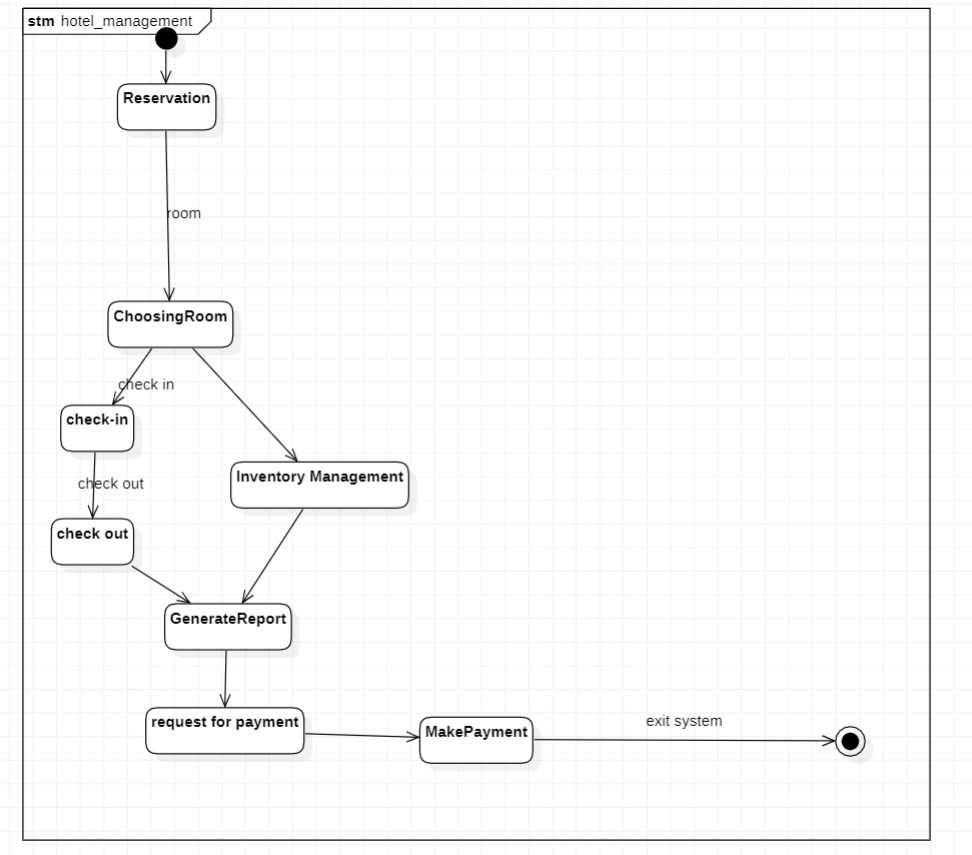 stm hotel_management
Reservation
room
ChoosingRoom
check in
check-in
Inventory Management
check out
check out
GenerateReport
request for payment
MakePayment
exit system